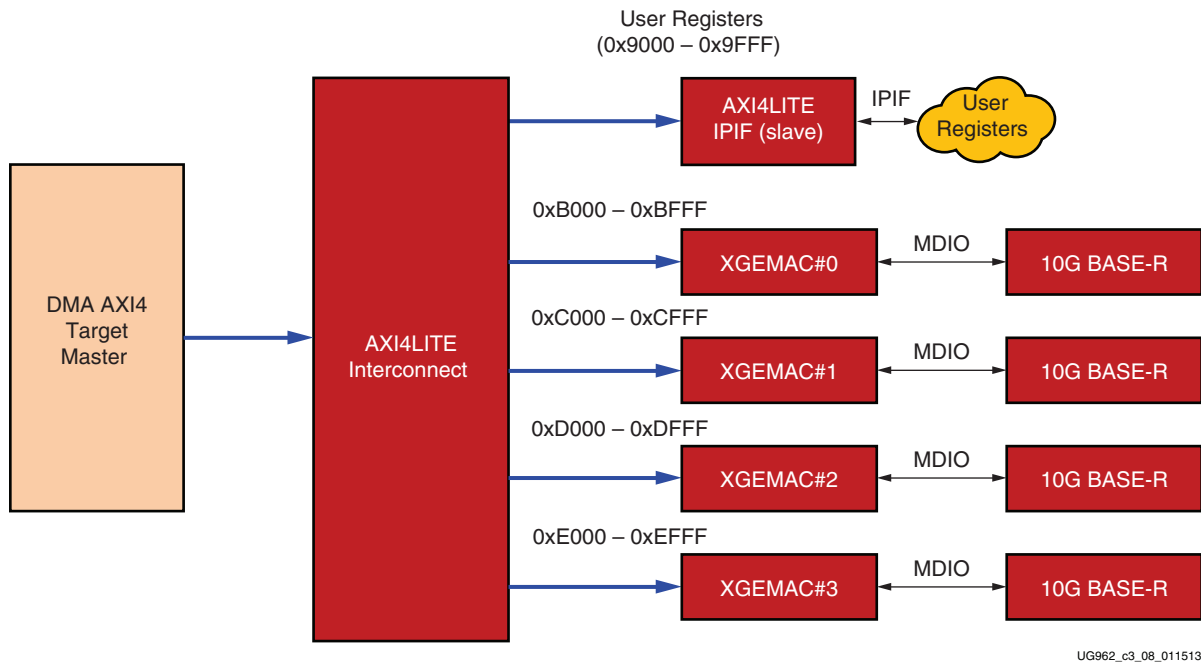 User Registers
(0x9000 – 0x9FFF)
AXI4LITE
IPIF (slave)
IPIF
User
Registers
DMA AXI4
Target
Master
AXI4LITE
Interconnect
0xB000 – 0xBFFF
XGEMAC#0
MDIO
10G BASE-R
0xC000 – 0xCFFF
XGEMAC#1
MDIO
10G BASE-R
0xD000 – 0xDFFF
XGEMAC#2
MDIO
10G BASE-R
0xE000 – 0xEFFF
XGEMAC#3
MDIO
10G BASE-R
UG962_c3_08_011513